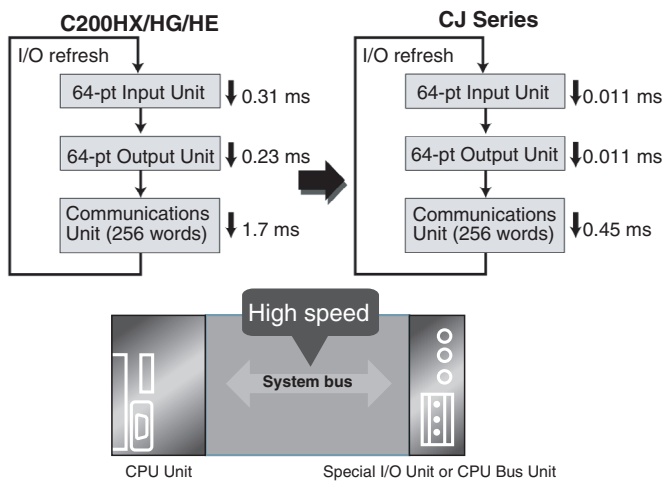 C200HX/HG/HE
I/O refresh
64-pt Input Unit
0.31 ms
64-pt Output Unit
0.23 ms
Communications
Unit (256 words)
1.7 ms
CJ Series
I/O refresh
64-pt Input Unit
0.011 ms
64-pt Output Unit
0.011 ms
Communications
Unit (256 words)
0.45 ms
High speed
System bus
CPU Unit
Special I/O Unit or CPU Bus Unit